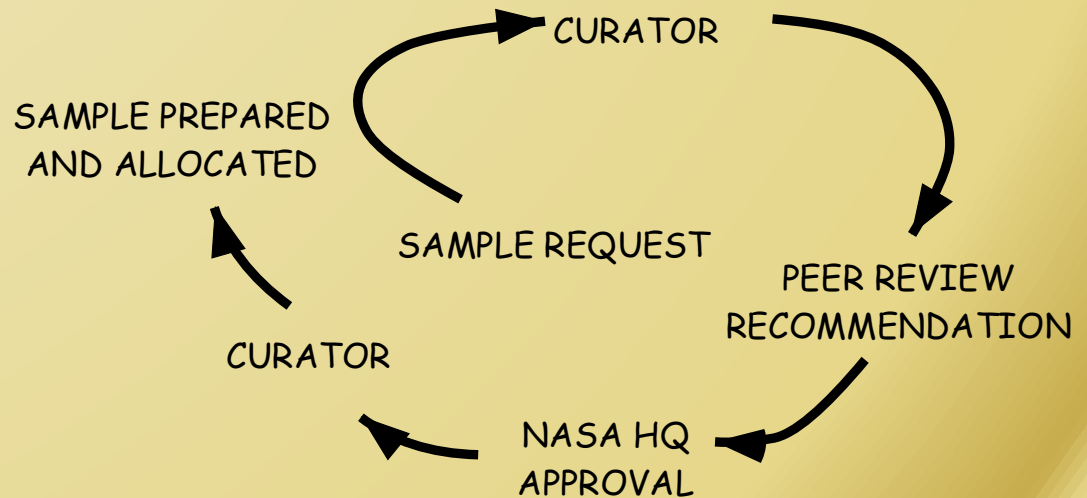 CURATOR
SAMPLE PREPARED
AND ALLOCATED
SAMPLE REQUEST
PEER REVIEW
RECOMMENDATION
CURATOR
NASA HQ
APPROVAL